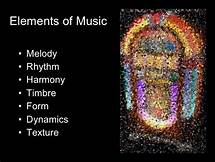 Elements of Music
• Melody
• Rhythm
• Harmony
• Timbre
• Form
• Dynamics
• Texture